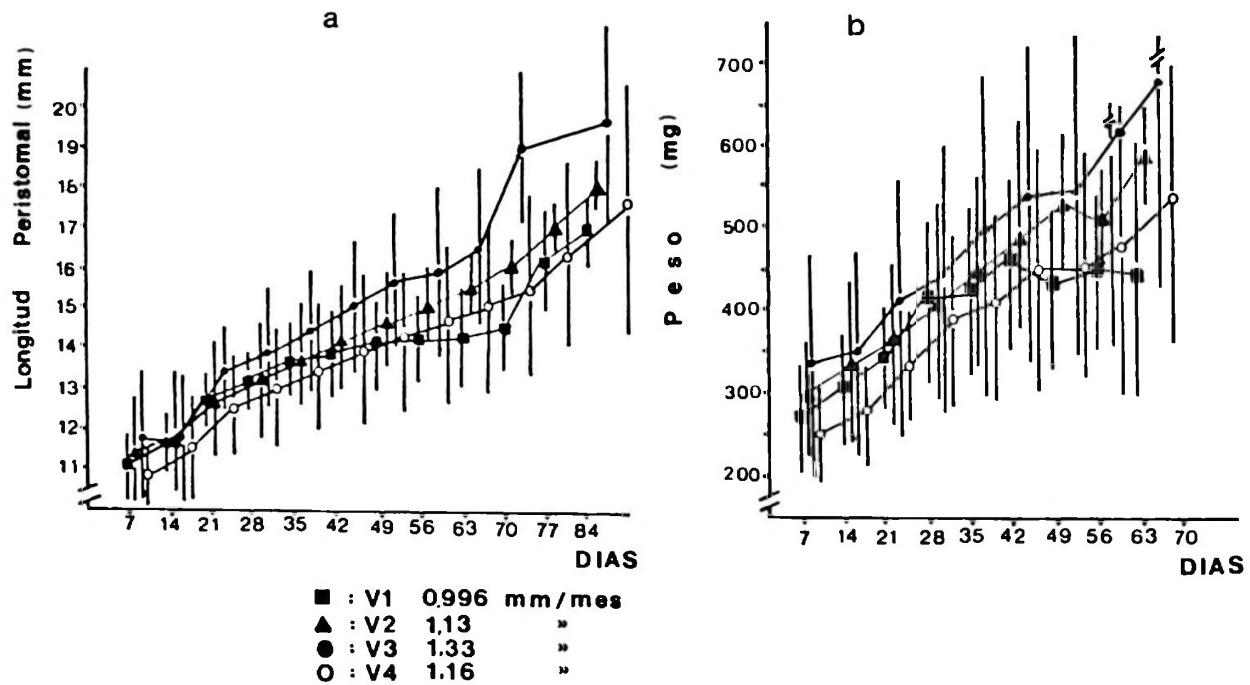 a
b
Longitud Peristomal (mm)
20
19
18
17
16
15
14
13
12
11
7 14 21 28 35 42 49 56 63 70 77 84
DIAS
Peso (mg)
700
600
500
400
300
200
7 14 21 28 35 42 49 56 63 70
DIAS
■ : V1 0.996 mm/mes
▲ : V2 1,13 »
● : V3 1.33 »
○ : V4 1.16 »